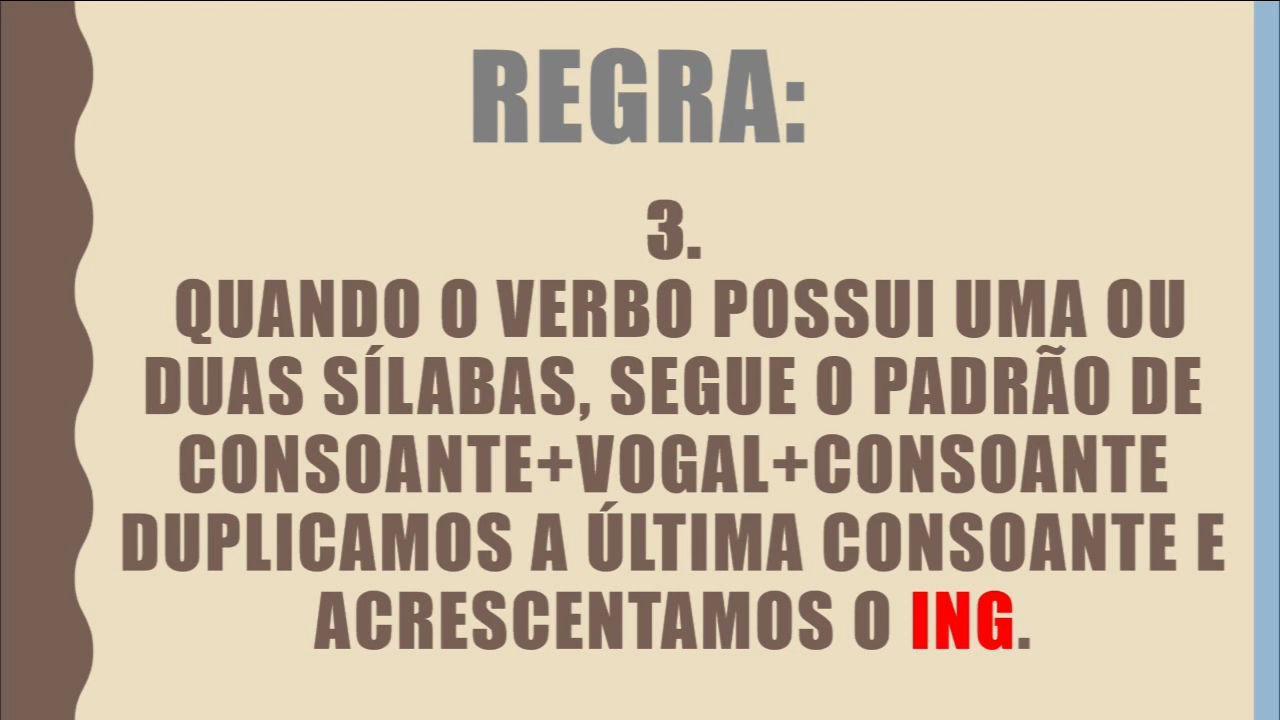 REGRA:
3.
QUANDO O VERBO POSSUI UMA OU
DUAS SÍLABAS, SEGUE O PADRÃO DE
CONSOANTE+VOGAL+CONSOANTE
DUPLICAMOS A ÚLTIMA CONSOANTE E
ACRESCENTAMOS O ING.